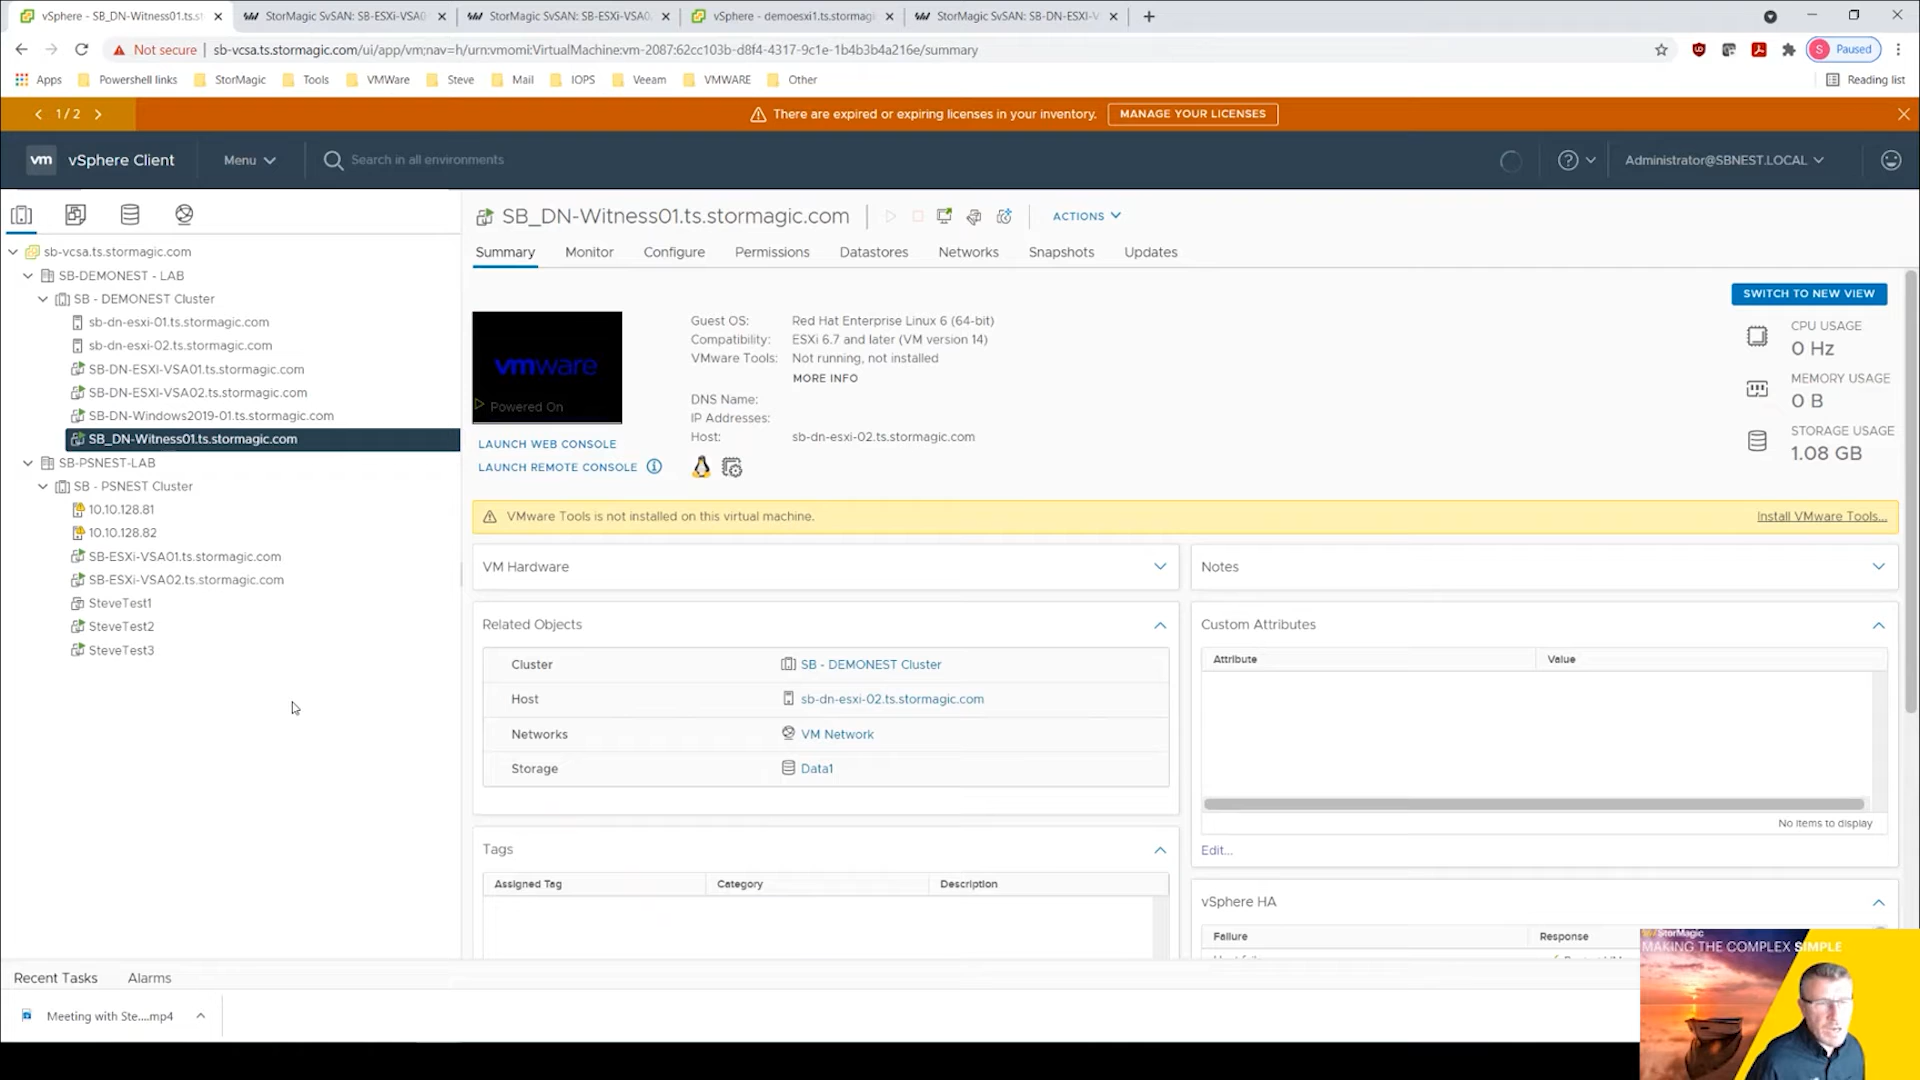 vSphere - SB_DN-Witness01.ts.st
StorMagic SvSAN: SB-ESXi-VSA0
StorMagic SvSAN: SB-ESXi-VSA0
vSphere - demoesxi1.ts.stormagic
StorMagic SvSAN: SB-DN-ESXI-V
Not secure
sb-vcsa.ts.stormagic.com/ui/app/vm;nav=h/urn:vmomi:VirtualMachine:vm-2087:62cc103b-d8f4-4317-9c1e-1b4b3b4a216e/summary
S Paused
Apps
Powershell links
StorMagic
Tools
VMWare
Steve
Mail
IOPS
Veeam
VMWARE
Other
Reading list
1 / 2
There are expired or expiring licenses in your inventory.
MANAGE YOUR LICENSES
vm vSphere Client
Menu
Search in all environments
Administrator@SBNEST.LOCAL
sb-vcsa.ts.stormagic.com
SB-DEMONEST - LAB
SB - DEMONEST Cluster
sb-dn-esxi-01.ts.stormagic.com
sb-dn-esxi-02.ts.stormagic.com
SB-DN-ESXI-VSA01.ts.stormagic.com
SB-DN-ESXI-VSA02.ts.stormagic.com
SB-DN-Windows2019-01.ts.stormagic.com
SB_DN-Witness01.ts.stormagic.com
SB-PSNEST-LAB
SB - PSNEST Cluster
10.10.128.81
10.10.128.82
SB-ESXi-VSA01.ts.stormagic.com
SB-ESXi-VSA02.ts.stormagic.com
SteveTest1
SteveTest2
SteveTest3
SB_DN-Witness01.ts.stormagic.com
ACTIONS
Summary
Monitor
Configure
Permissions
Datastores
Networks
Snapshots
Updates
SWITCH TO NEW VIEW
vmware
Powered On
LAUNCH WEB CONSOLE
LAUNCH REMOTE CONSOLE
Guest OS: Red Hat Enterprise Linux 6 (64-bit)
Compatibility: ESXi 6.7 and later (VM version 14)
VMware Tools: Not running, not installed
MORE INFO
DNS Name:
IP Addresses:
Host: sb-dn-esxi-02.ts.stormagic.com
CPU USAGE
0 Hz
MEMORY USAGE
0 B
STORAGE USAGE
1.08 GB
VMware Tools is not installed on this virtual machine.
Install VMware Tools...
VM Hardware
Related Objects
Cluster SB - DEMONEST Cluster
Host sb-dn-esxi-02.ts.stormagic.com
Networks VM Network
Storage Data1
Tags
Assigned Tag Category Description
Notes
Custom Attributes
Attribute Value
No items to display
Edit...
vSphere HA
Failure Response
Recent Tasks
Alarms
Meeting with Ste....mp4
StorMagic
MAKING THE COMPLEX SIMPLE